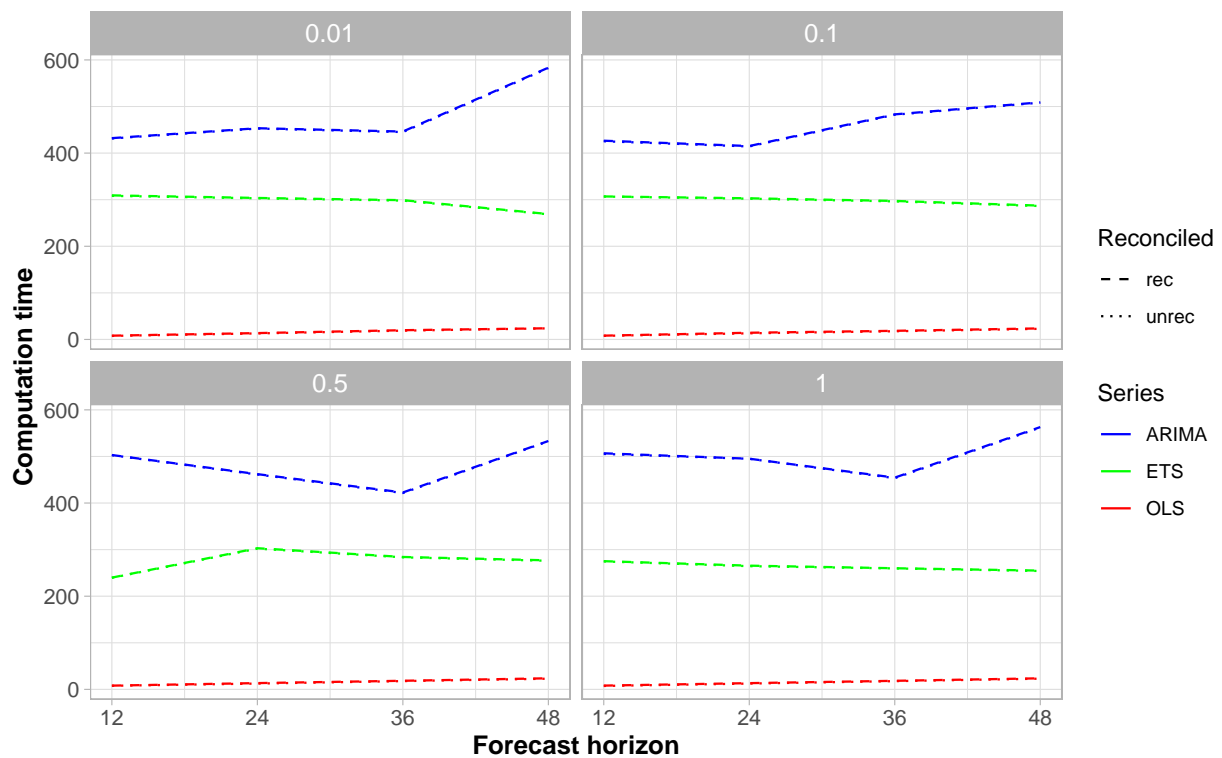 0.01
0.1
600
400
200
0
0.5
1
600
400
200
0
12
24
36
48
12
24
36
48
Computation time
Forecast horizon
Reconciled
rec
unrec
Series
ARIMA
ETS
OLS